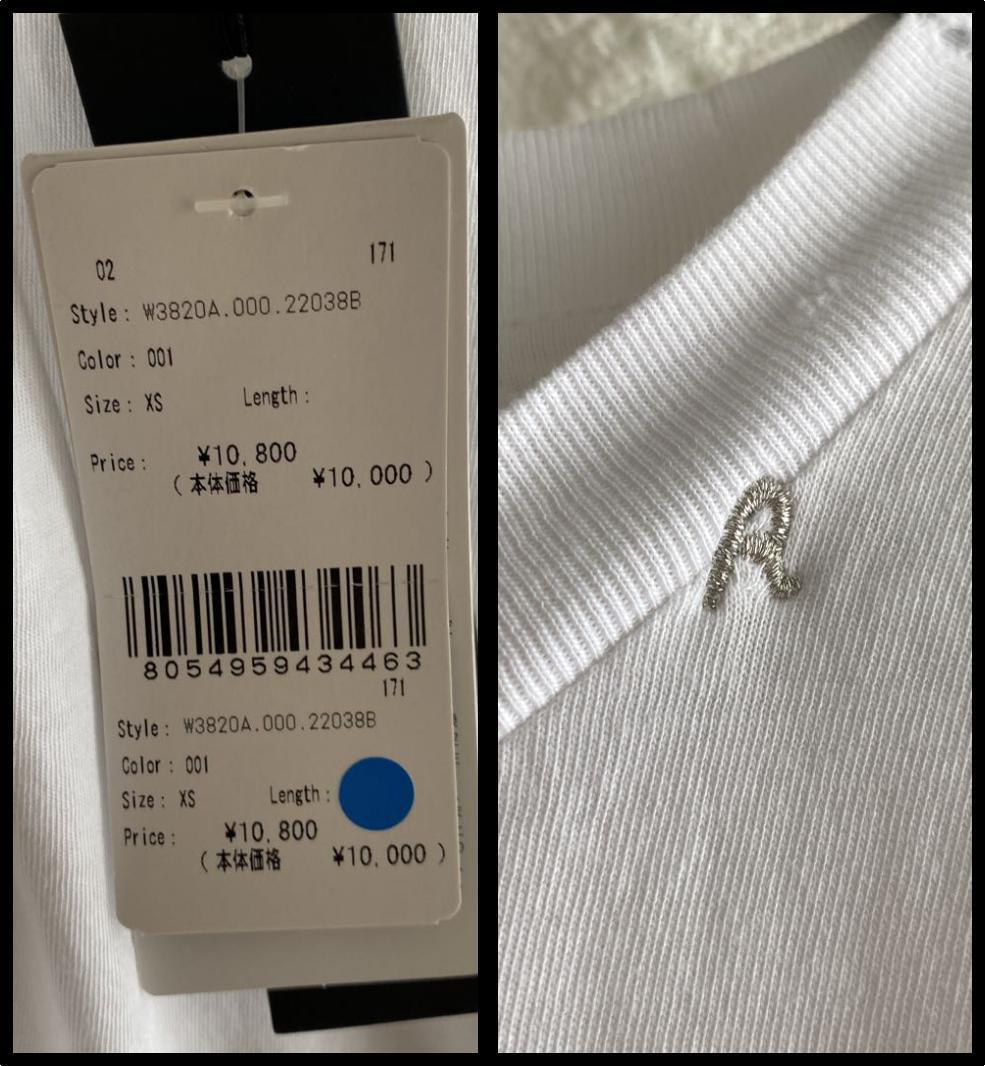 02 171
Style : W3820A.000.22038B
Color : 001
Size : XS Length :
Price : ¥10,800
( 本体価格 ¥10,000 )
8054959434463
171
Style : W3820A.000.22038B
Color : 001
Size : XS Length :
Price : ¥10,800
( 本体価格 ¥10,000 )
R